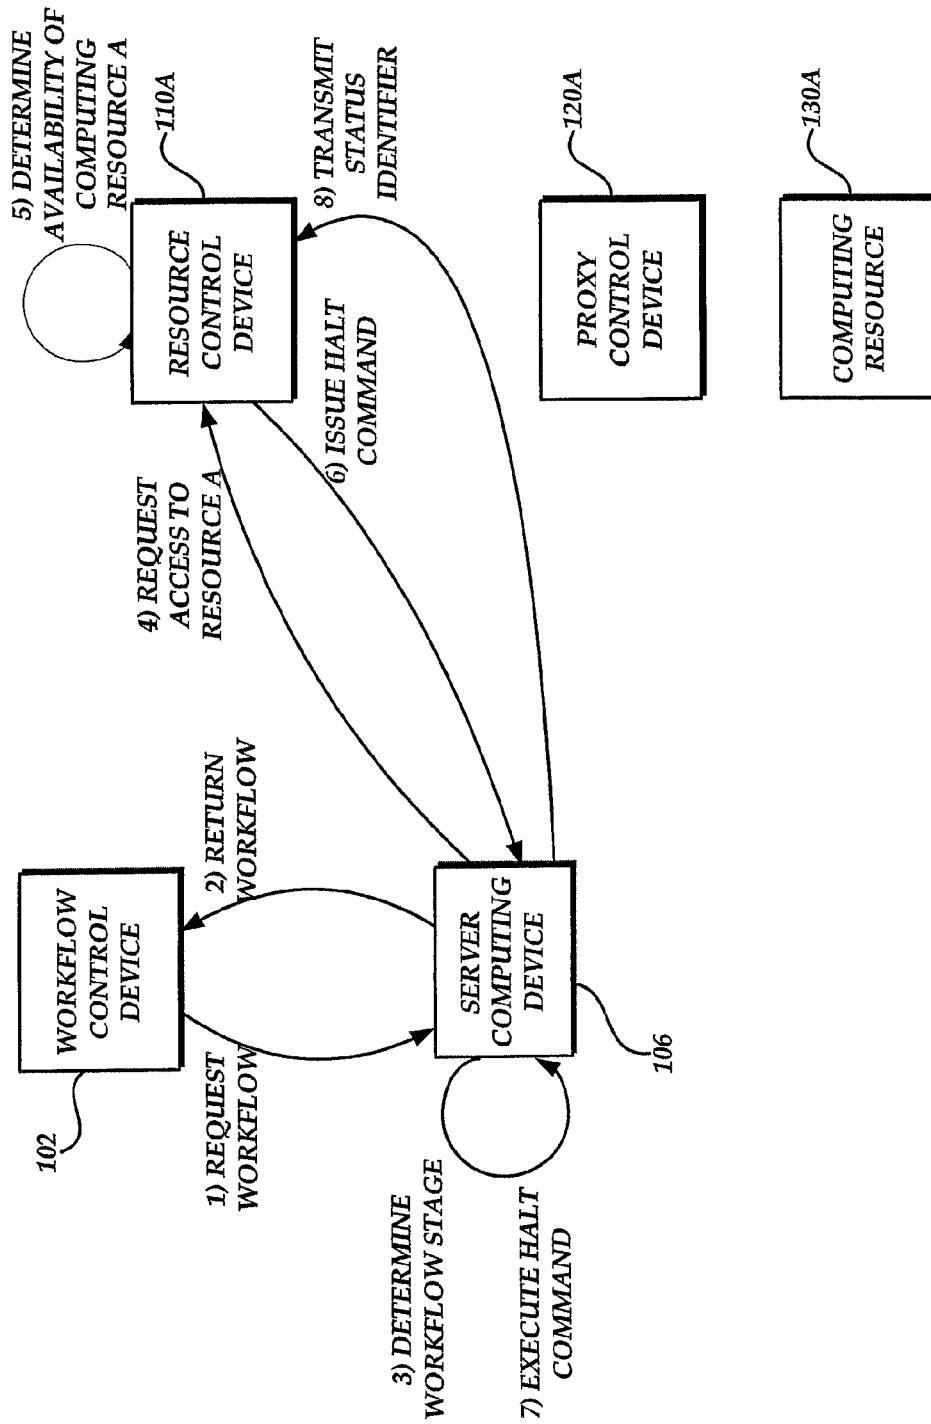 102
WORKFLOW
CONTROL
DEVICE
1) REQUEST
WORKFLOW
2) RETURN
WORKFLOW
3) DETERMINE
WORKFLOW STAGE
7) EXECUTE HALT
COMMAND
SERVER
COMPUTING
DEVICE
106
4) REQUEST
ACCESS TO
RESOURCE A
5) DETERMINE
AVAILABILITY OF
COMPUTING
RESOURCE A
RESOURCE
CONTROL
DEVICE
110A
6) ISSUE HALT
COMMAND
8) TRANSMIT
STATUS
IDENTIFIER
PROXY
CONTROL
DEVICE
120A
COMPUTING
RESOURCE
130A